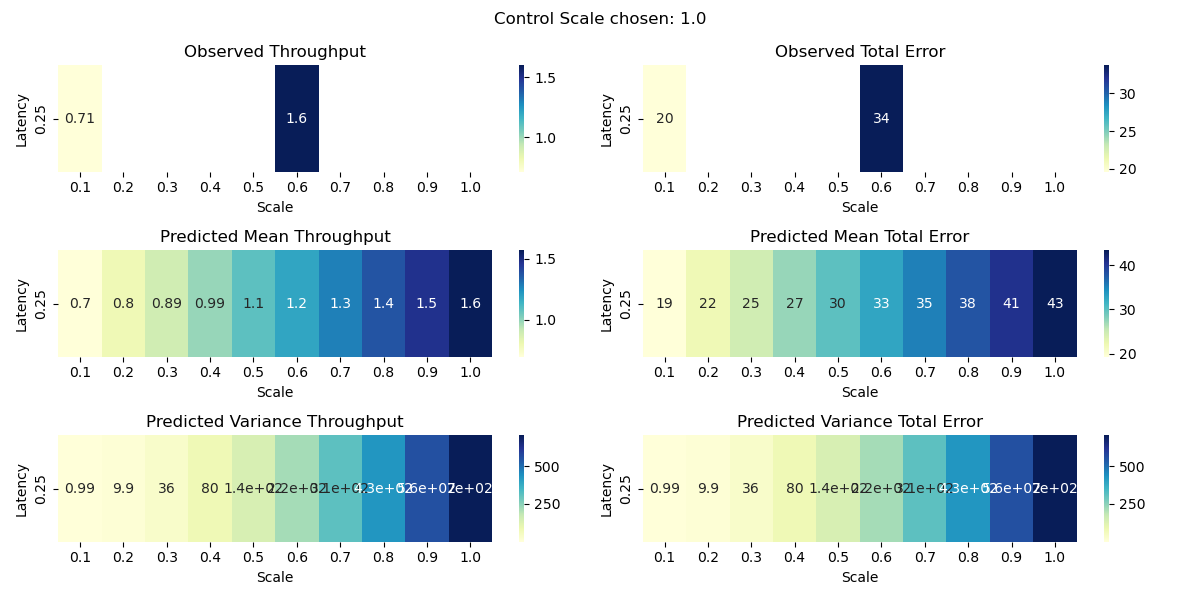 Control Scale chosen: 1.0
Observed Throughput
Latency
0.25
0.71
1.6
1.5
1.0
0.1 0.2 0.3 0.4 0.5 0.6 0.7 0.8 0.9 1.0
Scale
Observed Total Error
Latency
0.25
20
34
30
25
20
0.1 0.2 0.3 0.4 0.5 0.6 0.7 0.8 0.9 1.0
Scale
Predicted Mean Throughput
Latency
0.25
0.7 0.8 0.89 0.99 1.1 1.2 1.3 1.4 1.5 1.6
1.5
1.0
0.1 0.2 0.3 0.4 0.5 0.6 0.7 0.8 0.9 1.0
Scale
Predicted Mean Total Error
Latency
0.25
19 22 25 27 30 33 35 38 41 43
40
30
20
0.1 0.2 0.3 0.4 0.5 0.6 0.7 0.8 0.9 1.0
Scale
Predicted Variance Throughput
Latency
0.25
0.99 9.9 36 80
500
250
0.1 0.2 0.3 0.4 0.5 0.6 0.7 0.8 0.9 1.0
Scale
Predicted Variance Total Error
Latency
0.25
0.99 9.9 36 80
500
250
0.1 0.2 0.3 0.4 0.5 0.6 0.7 0.8 0.9 1.0
Scale